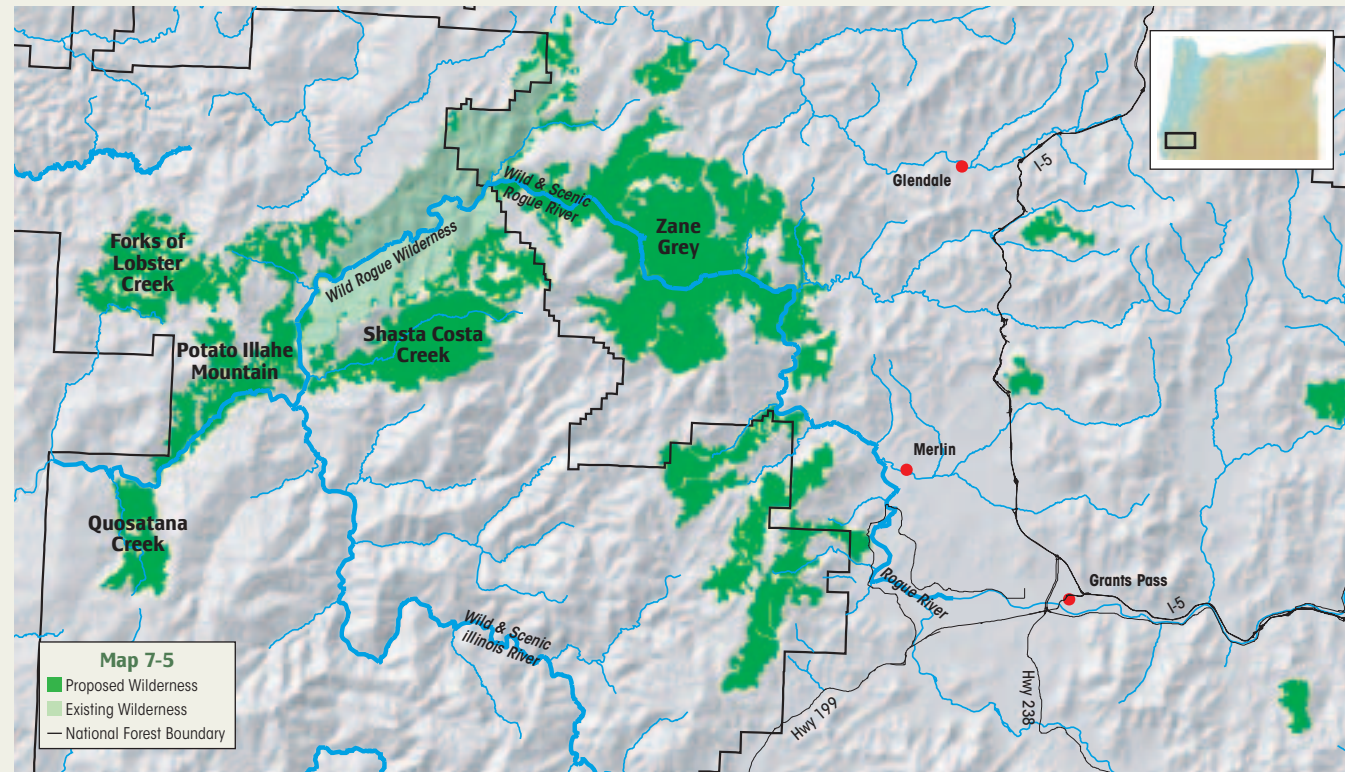 Glendale
I-5
Wild & Scenic
Rogue River
Zane
Grey
Forks of
Lobster
Creek
Wild Rogue Wilderness
Shasta Costa
Creek
Potato Illahe
Mountain
Merlin
Quosatana
Creek
Rogue River
Grants Pass
I-5
Wild & Scenic
illinois River
Hwy 199
Hwy 238
Map 7-5
Proposed Wilderness
Existing Wilderness
National Forest Boundary